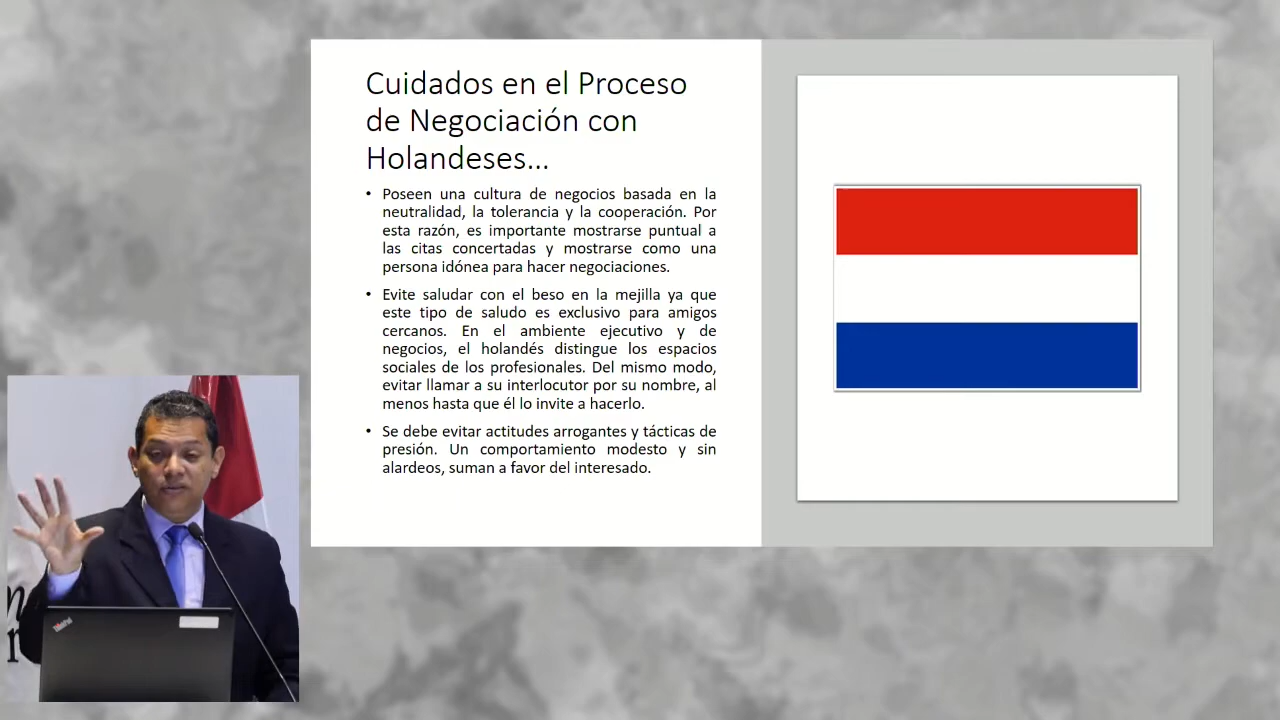 Cuidados en el Proceso
de Negociación con
Holandeses...
• Poseen una cultura de negocios basada en la
neutralidad, la tolerancia y la cooperación. Por
esta razón, es importante mostrarse puntual a
las citas concertadas y mostrarse como una
persona idónea para hacer negociaciones.
• Evite saludar con el beso en la mejilla ya que
este tipo de saludo es exclusivo para amigos
cercanos. En el ambiente ejecutivo y de
negocios, el holandés distingue los espacios
sociales de los profesionales. Del mismo modo,
evitar llamar a su interlocutor por su nombre, al
menos hasta que él lo invite a hacerlo.
• Se debe evitar actitudes arrogantes y tácticas de
presión. Un comportamiento modesto y sin
alardeos, suman a favor del interesado.